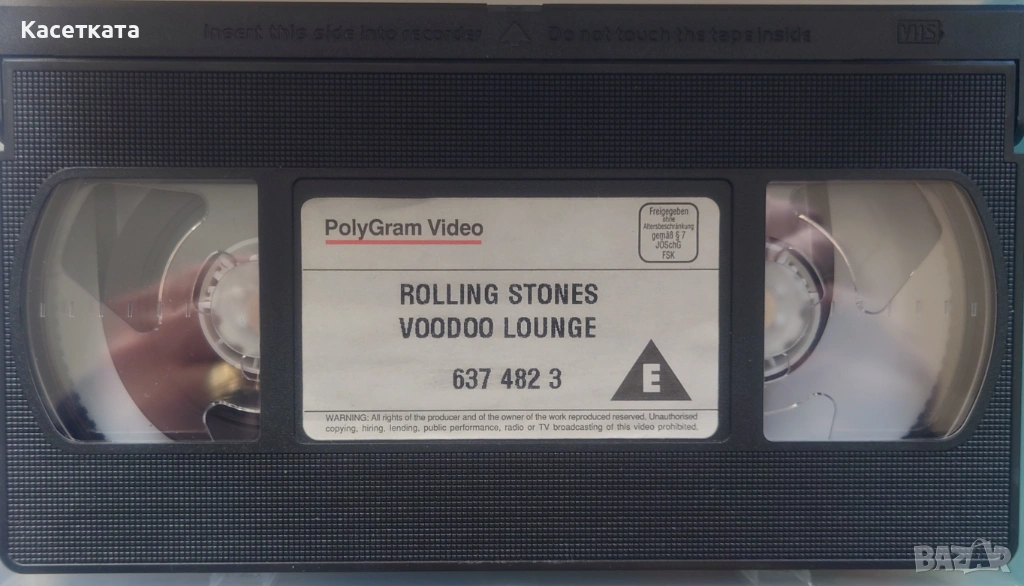 Касетката
Insert this side into recorder
Do not touch the tape inside
VHS
PolyGram Video
Freigegeben
ohne
Altersbeschränkung
gemäß § 7
JÖSchG
FSK
ROLLING STONES
VOODOO LOUNGE
637 482 3
E
WARNING: All rights of the producer and of the owner of the work reproduced reserved. Unauthorised
copying, hiring, lending, public performance, radio or TV broadcasting of this video prohibited.
BAZAR